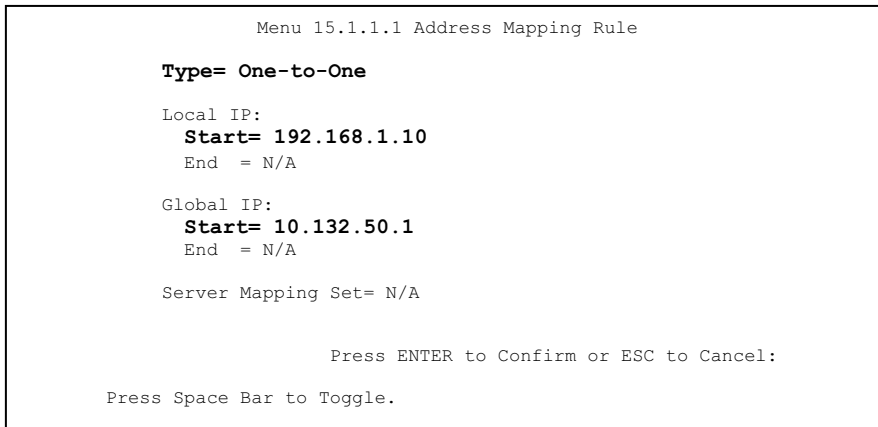 Menu 15.1.1.1 Address Mapping Rule
Type= One-to-One
Local IP:
Start= 192.168.1.10
End = N/A
Global IP:
Start= 10.132.50.1
End = N/A
Server Mapping Set= N/A
Press ENTER to Confirm or ESC to Cancel:
Press Space Bar to Toggle.